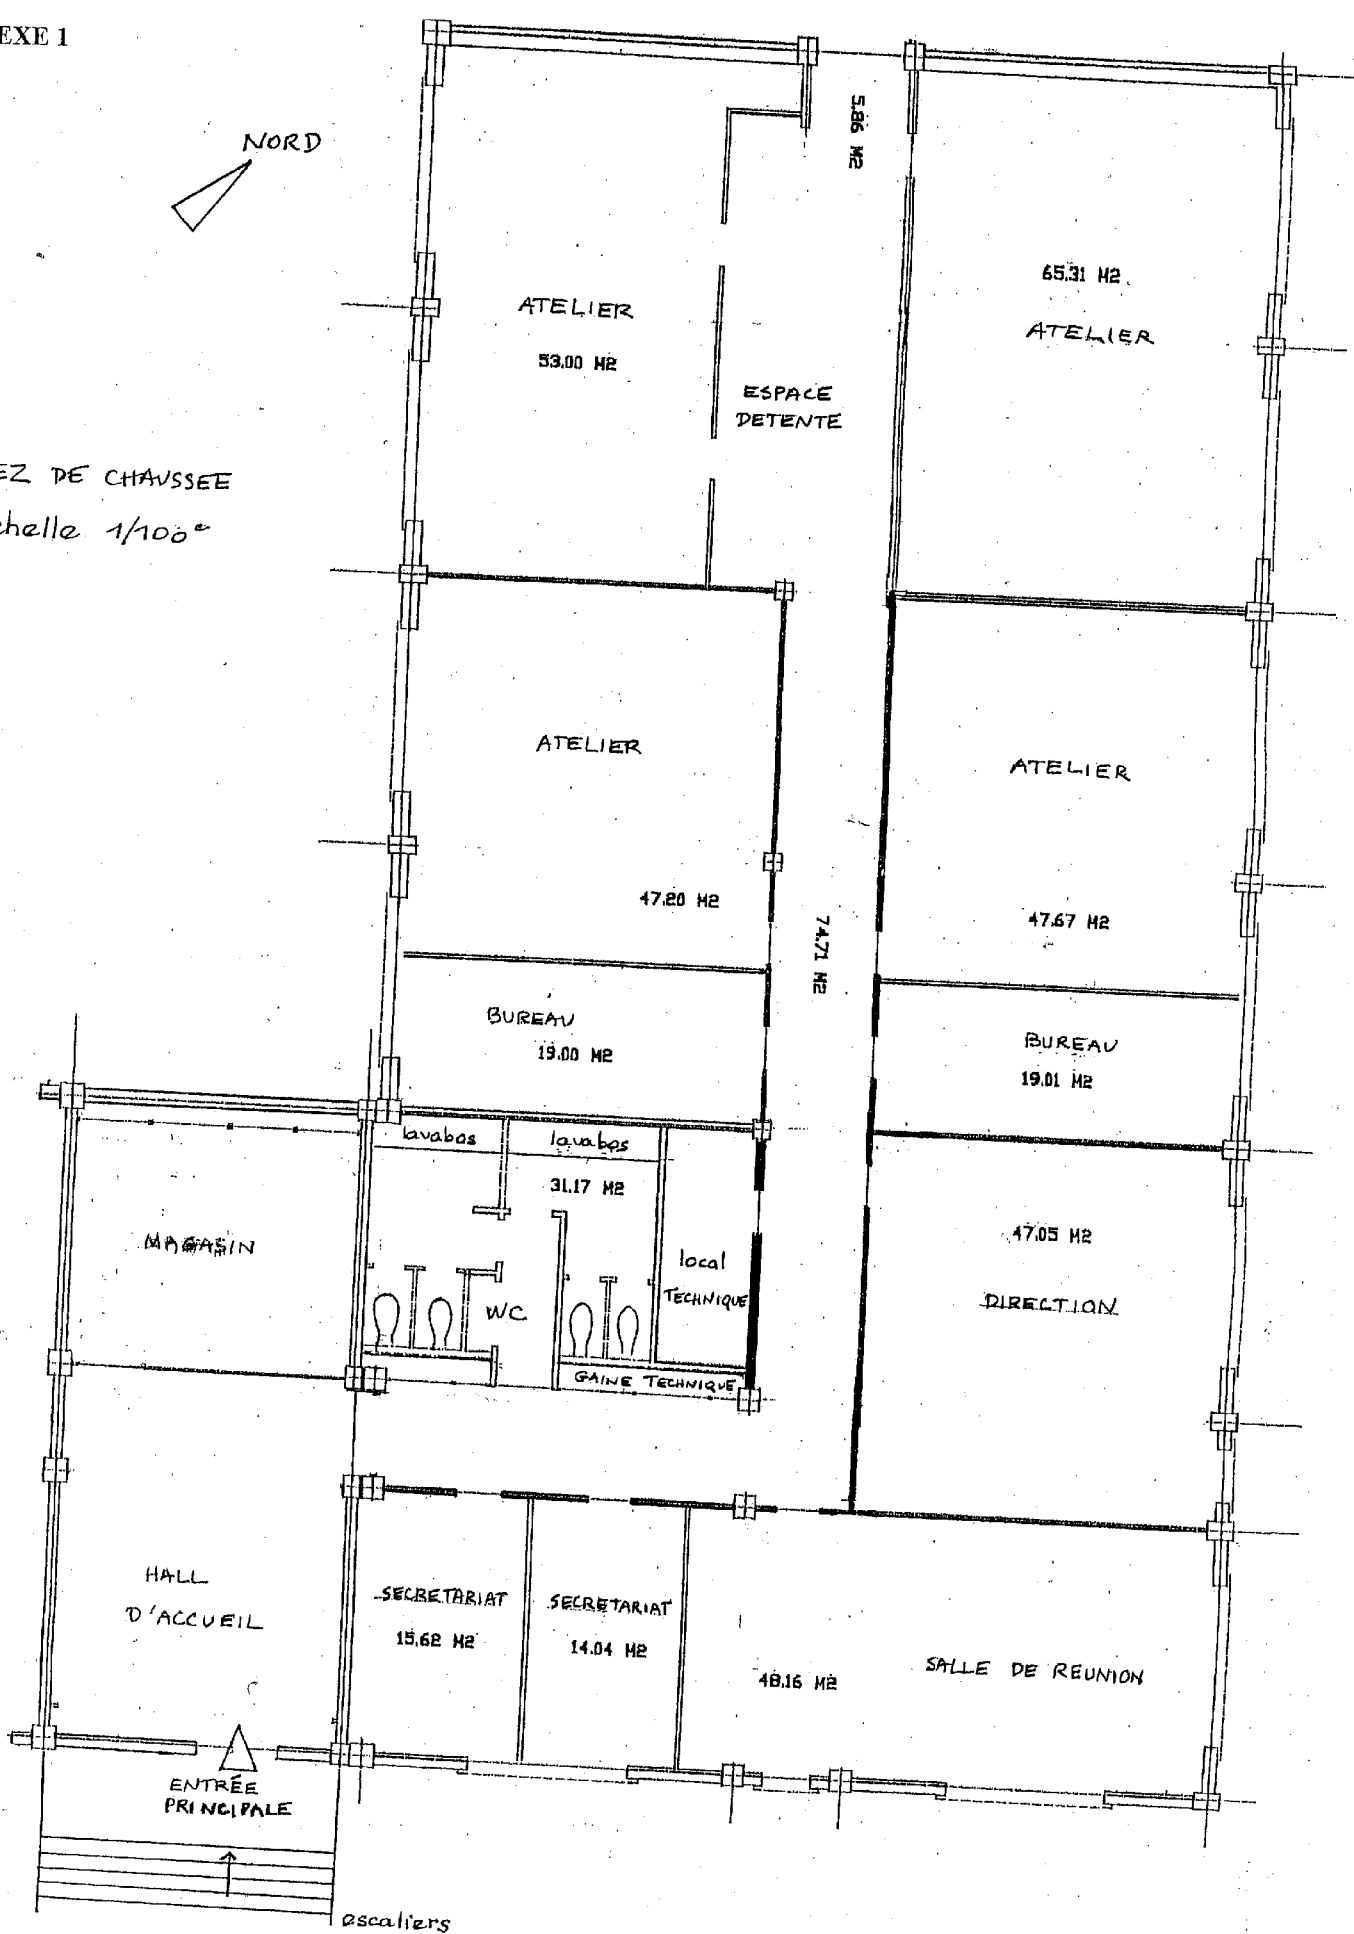 EXE 1
NORD
5.86 M2
65.31 M2
ATELIER
ATELIER
53.00 M2
ESPACE
DETENTE
EZ DE CHAUSSEE
chelle 1/100e
ATELIER
ATELIER
47.20 M2
47.67 M2
74.71 M2
BUREAU
19.00 M2
BUREAU
19.01 M2
lavabos
lavabos
31.17 M2
MAGASIN
47.05 M2
local
TECHNIQUE
DIRECTION
WC
GAINE TECHNIQUE
HALL
D'ACCUEIL
SECRETARIAT
15.62 M2
SECRETARIAT
14.04 M2
48.16 M2
SALLE DE REUNION
ENTRÉE
PRINCIPALE
escaliers